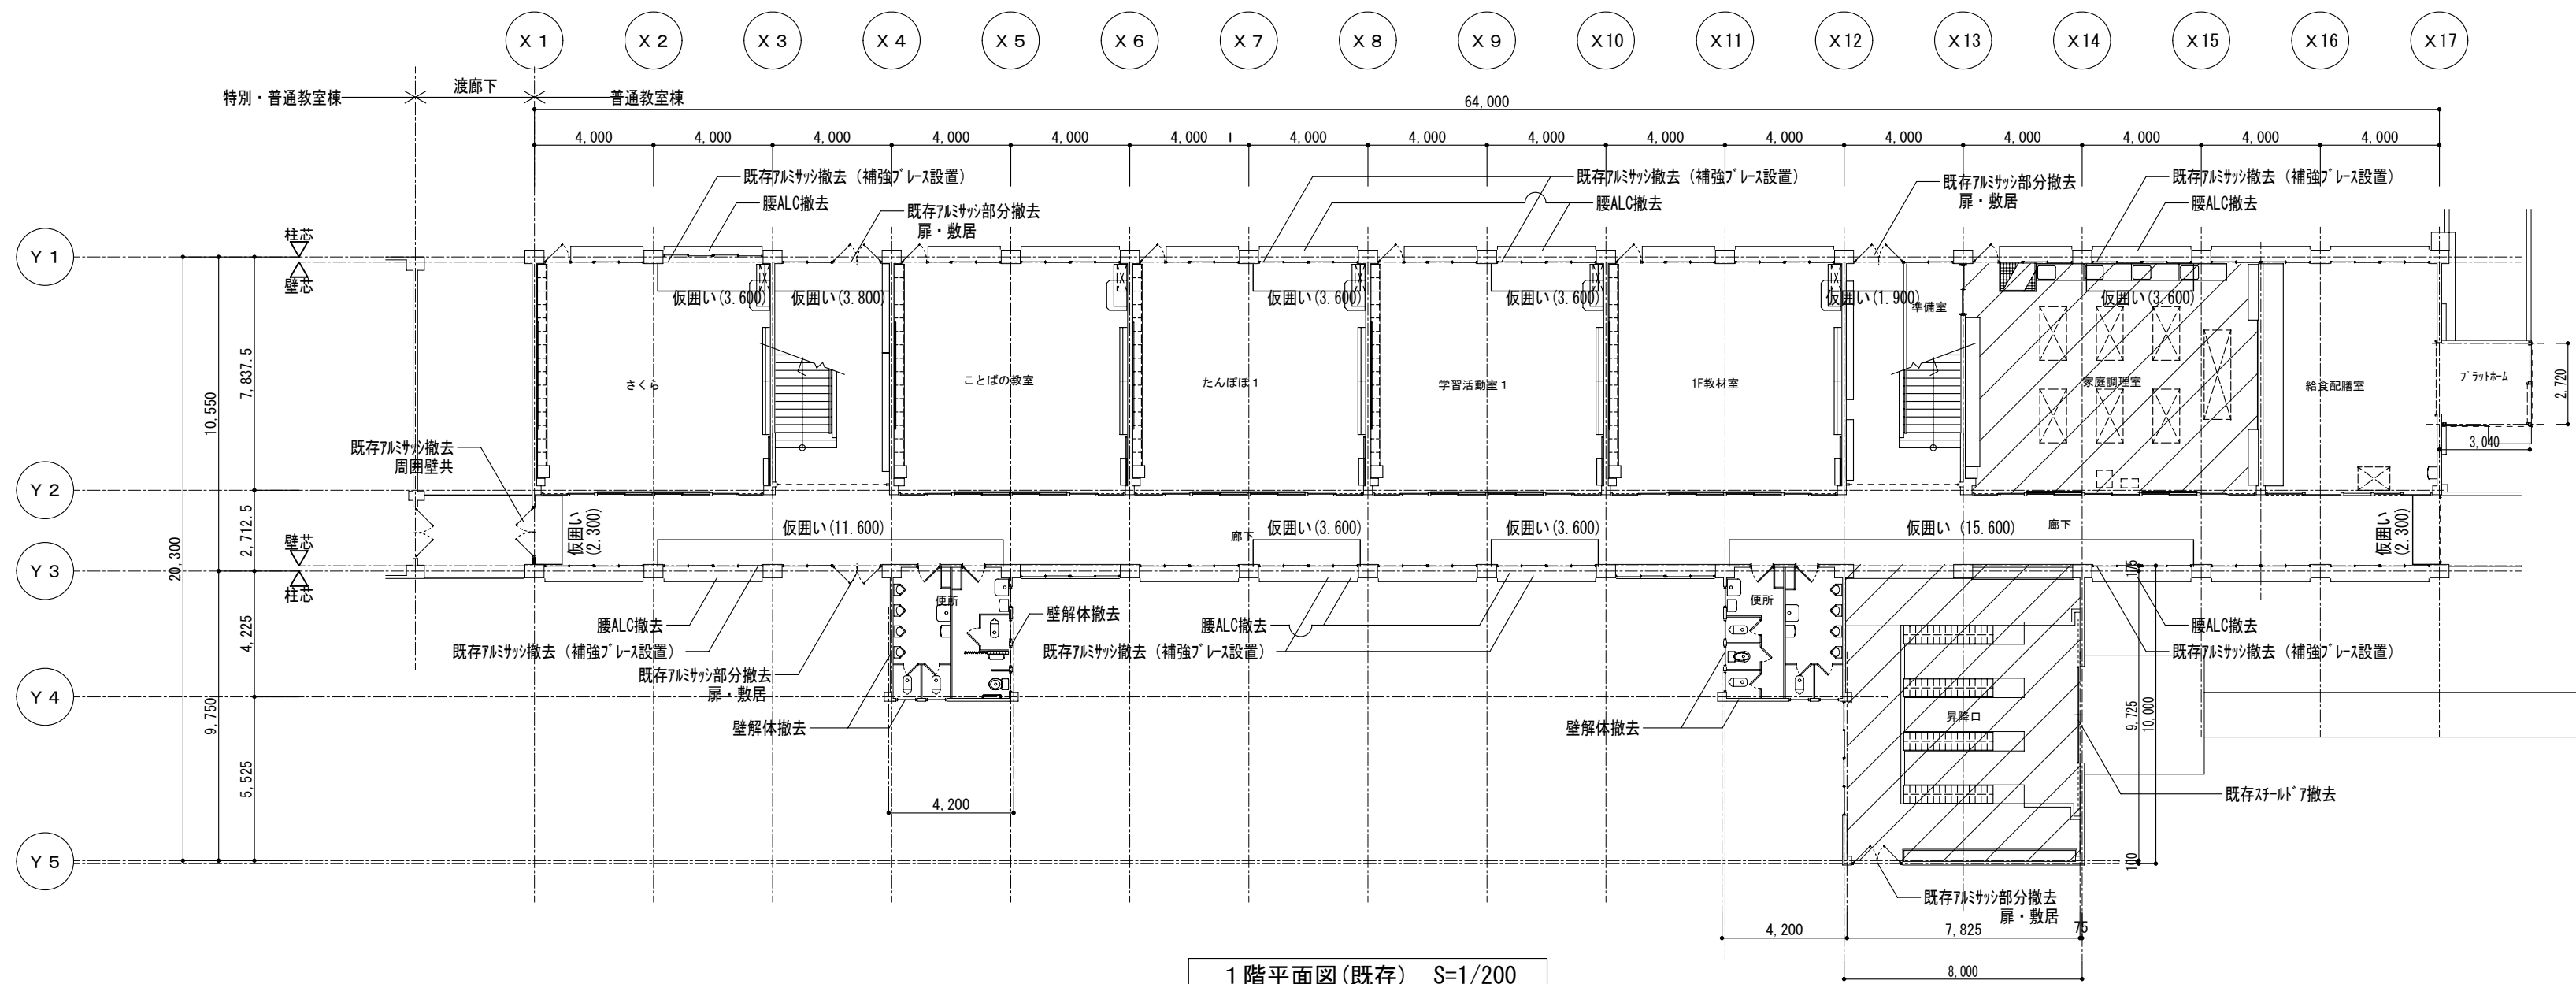 X 1 X 2 X 3 X 4 X 5 X 6 X 7 X 8 X 9 X10 X11 X12 X13 X14 X15 X16 X17
特別・普通教室棟 渡廊下 普通教室棟
64,000
4,000 4,000 4,000 4,000 4,000 4,000 4,000 4,000 4,000 4,000 4,000 4,000 4,000 4,000 4,000 4,000
既存アルミサッシ撤去（補強ブレース設置）
腰ALC撤去
既存アルミサッシ部分撤去
扉・敷居
既存アルミサッシ撤去（補強ブレース設置）
腰ALC撤去
既存アルミサッシ部分撤去
扉・敷居
既存アルミサッシ撤去（補強ブレース設置）
腰ALC撤去
Y 1
柱芯
壁芯
仮囲い(3.600) 仮囲い(3.800) 仮囲い(3.600) 仮囲い(3.600) 仮囲い(1.900) 仮囲い(3.600)
準備室
7,837.5
10,550
さくら ことばの教室 たんぽぽ１ 学習活動室１ 1F教材室 家庭調理室 給食配膳室 プラットホーム
2,720
3,040
既存アルミサッシ撤去
周囲壁共
Y 2
2,712.5
20,300
仮囲い
(2.300)
仮囲い(11.600) 廊下 仮囲い(3.600) 仮囲い(3.600) 仮囲い (15.600) 廊下
仮囲い
(2.300)
壁芯
Y 3
柱芯
175
便所 便所
壁解体撤去
腰ALC撤去 腰ALC撤去 腰ALC撤去
4,225
既存アルミサッシ撤去（補強ブレース設置） 既存アルミサッシ撤去（補強ブレース設置） 既存アルミサッシ撤去（補強ブレース設置）
既存アルミサッシ部分撤去
扉・敷居
Y 4
9,750
壁解体撤去 壁解体撤去
昇降口
9,725
10,000
5,525
4,200
既存スチールドア撤去
Y 5
100
既存アルミサッシ部分撤去
扉・敷居
4,200 7,825 75
8,000
１階平面図(既存) S=1/200